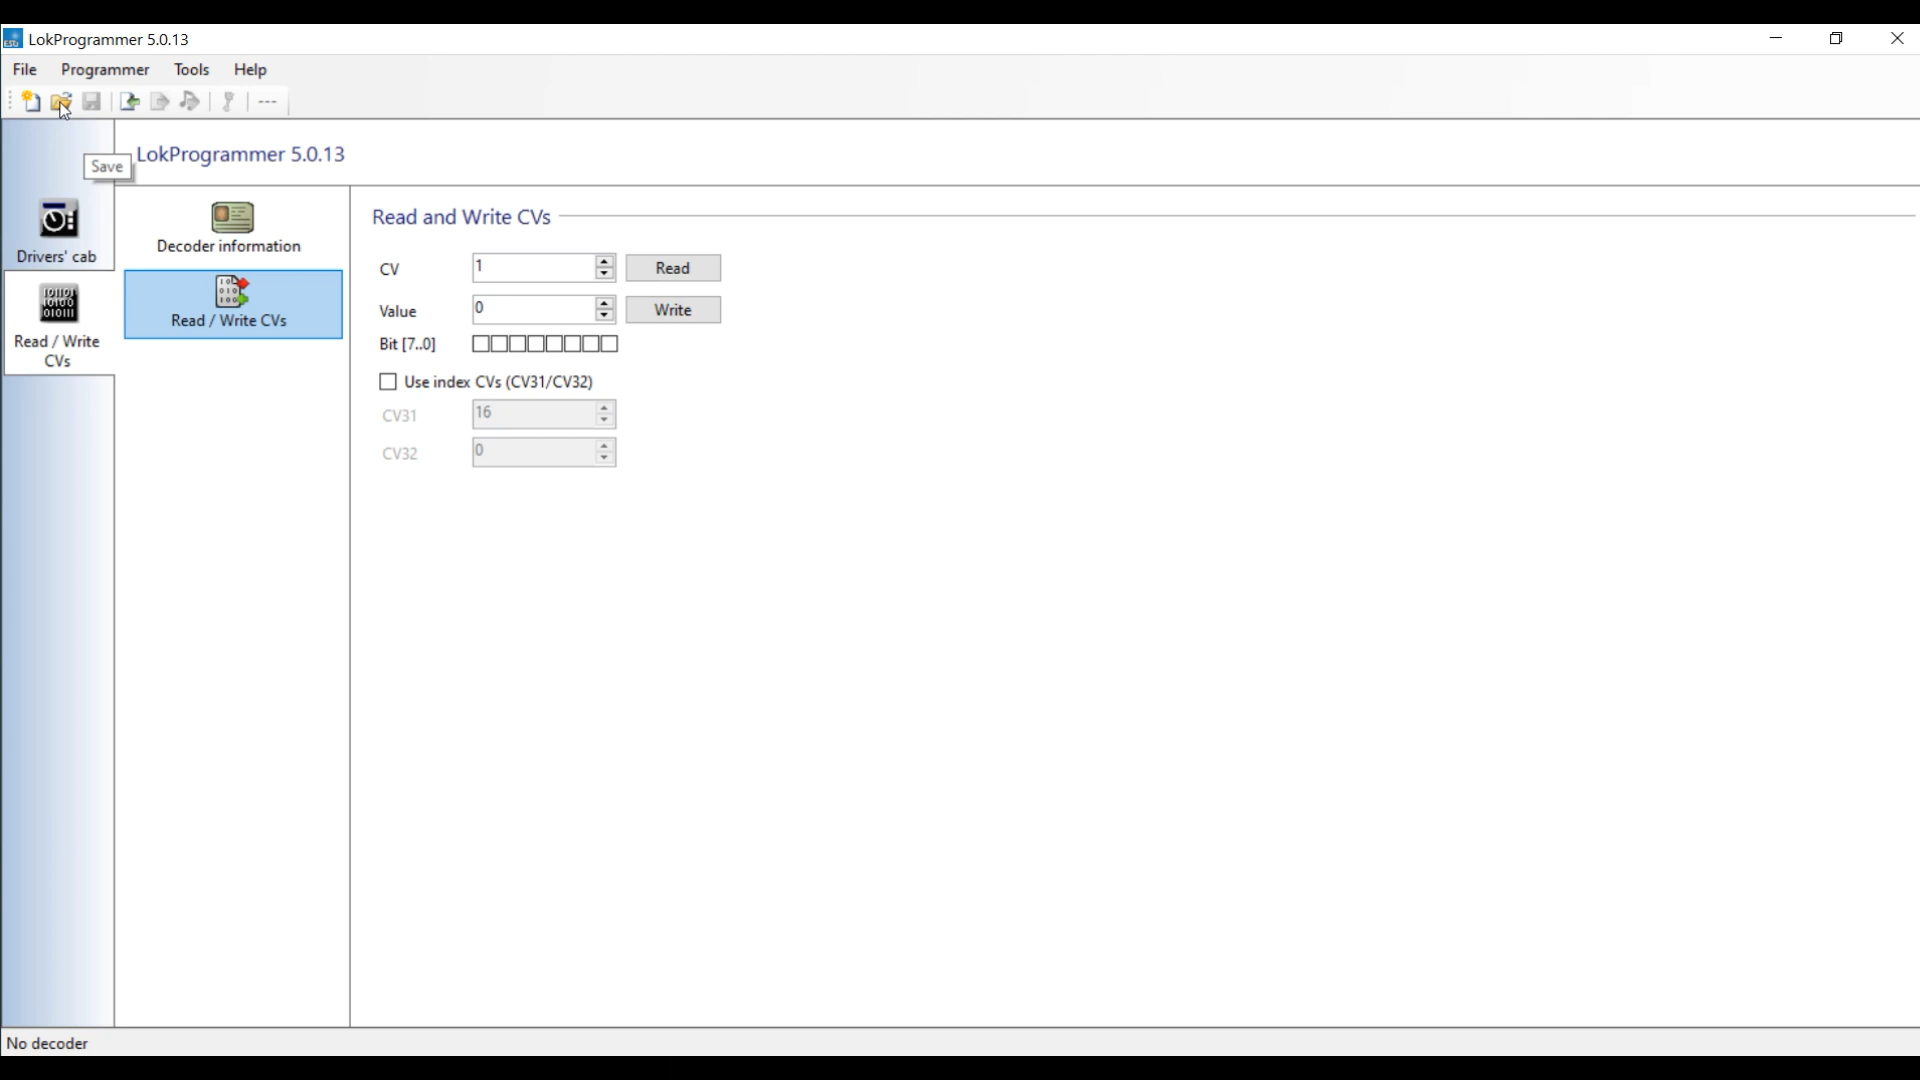 LokProgrammer 5.0.13
File Programmer Tools Help
Save
LokProgrammer 5.0.13
Drivers' cab
Read / Write
CVs
Decoder information
Read / Write CVs
Read and Write CVs
CV 1 Read
Value 0 Write
Bit [7..0]
Use index CVs (CV31/CV32)
CV31 16
CV32 0
No decoder